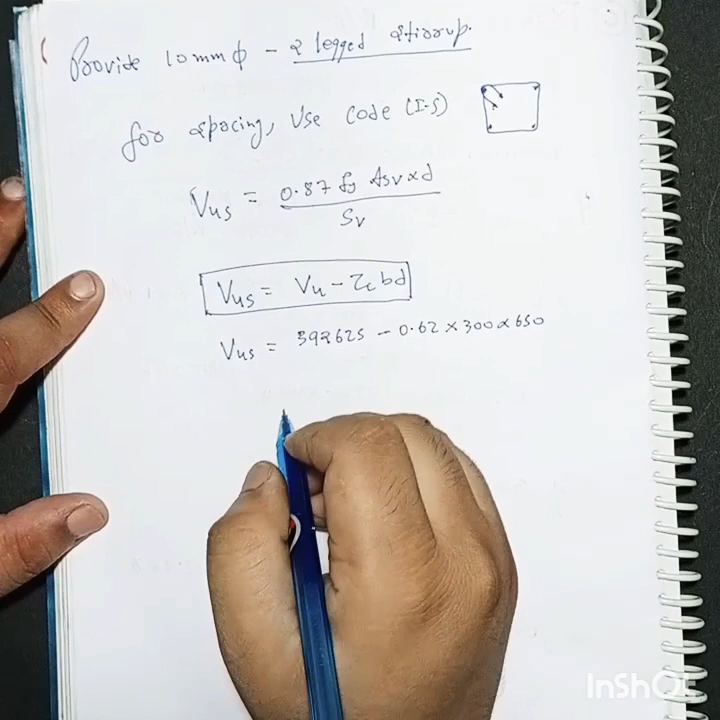 Provide 10mm ϕ - 2 legged stirrup.
for spacing, Use Code (I-S)
Vus = 0.87 fy Asv x d / Sv
Vus = Vu - τc bd
Vus = 392625 - 0.62 x 300 x 650
InShOt